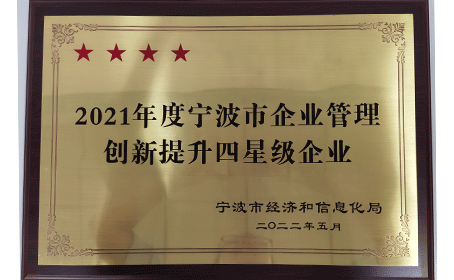 2021年度宁波市企业管理
创新提升四星级企业
宁波市经济和信息化局
二〇二二年五月